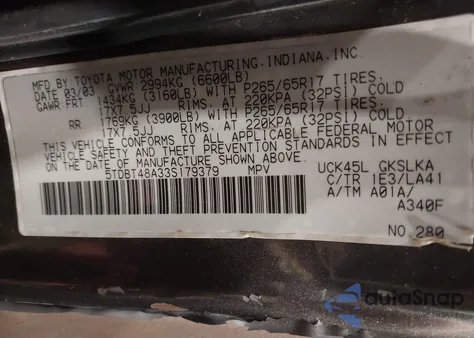 MFD.BY TOYOTA MOTOR MANUFACTURING.INDIANA.INC.
DATE 03/03 GVWR 2994KG (6600LB)
GAWR FRT. 1434KG (3160LB) WITH P265/65R17 TIRES.
17X7.5JJ RIMS. AT 220KPA (32PSI) COLD
RR 1769KG (3900LB) WITH P265/65R17 TIRES.
17X7.5JJ RIMS. AT 220KPA (32PSI) COLD
THIS VEHICLE CONFORMS TO ALL APPLICABLE FEDERAL MOTOR
VEHICLE SAFETY AND THEFT PREVENTION STANDARDS IN EFFECT
ON THE DATE OF MANUFACTURE SHOWN ABOVE.
5TDBT48A33S179379 MPV
UCK45L GKSLKA
C/TR 1E3/LA41
A/TM A01A/
A340F
NO.280
autoSnap